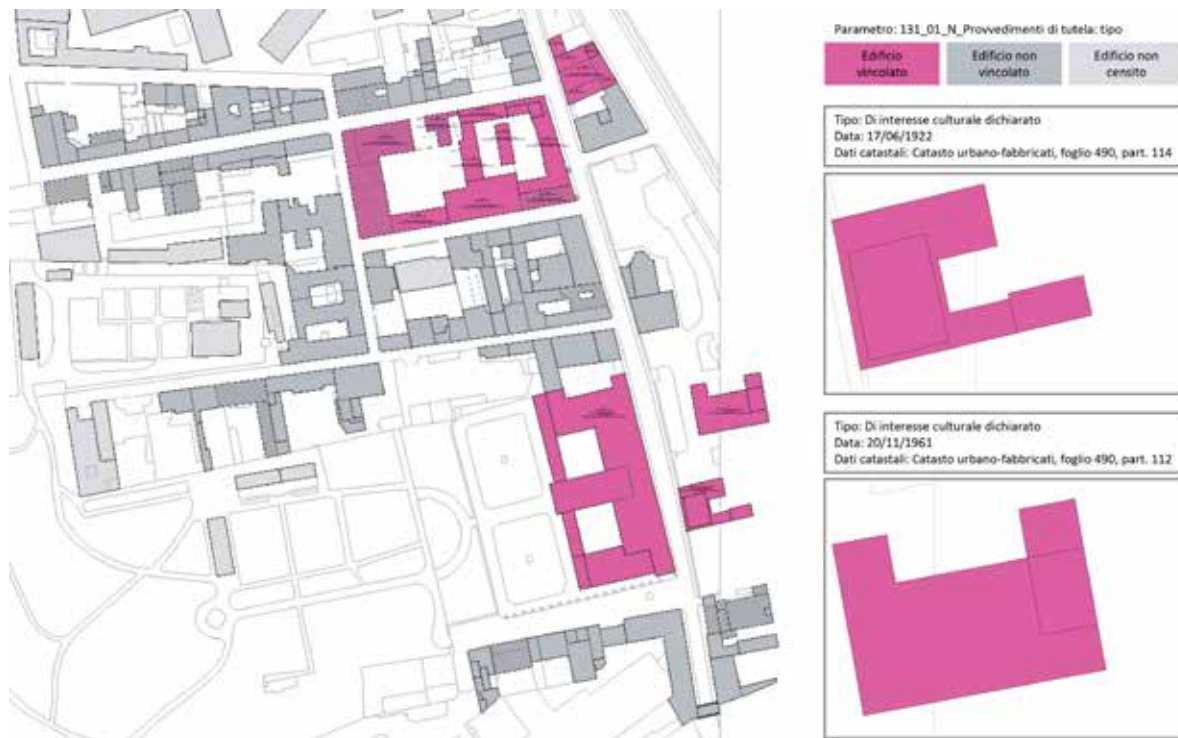 Parametro: 131_01_N_Provvedimenti di tutela: tipo
Edificio
vincolato
Edificio non
vincolato
Edificio non
censito
Tipo: Di interesse culturale dichiarato
Data: 17/06/1922
Dati catastali: Catasto urbano-fabbricati, foglio 490, part. 114
Tipo: Di interesse culturale dichiarato
Data: 20/11/1961
Dati catastali: Catasto urbano-fabbricati, foglio 490, part. 112